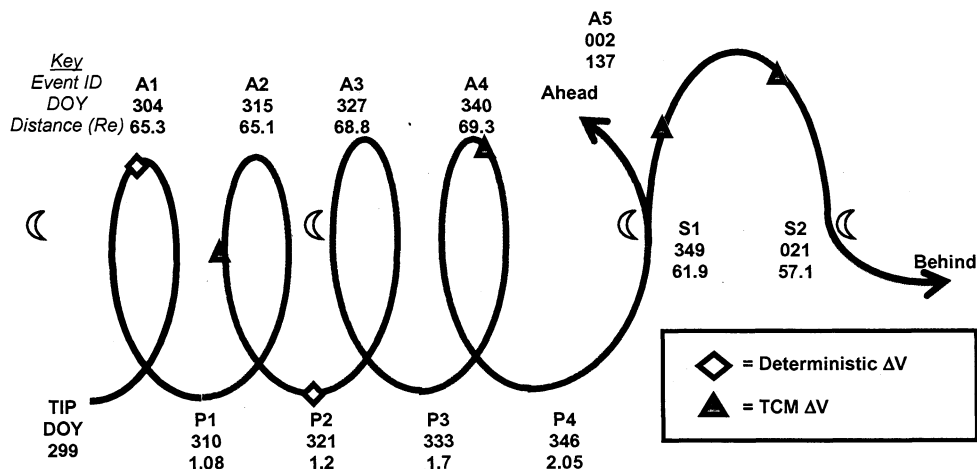 Key
Event ID
DOY
Distance (Re)
A1
304
65.3
A2
315
65.1
A3
327
68.8
A4
340
69.3
A5
002
137
Ahead
S1
349
61.9
S2
021
57.1
Behind
TIP
DOY
299
P1
310
1.08
P2
321
1.2
P3
333
1.7
P4
346
2.05
= Deterministic ΔV
= TCM ΔV